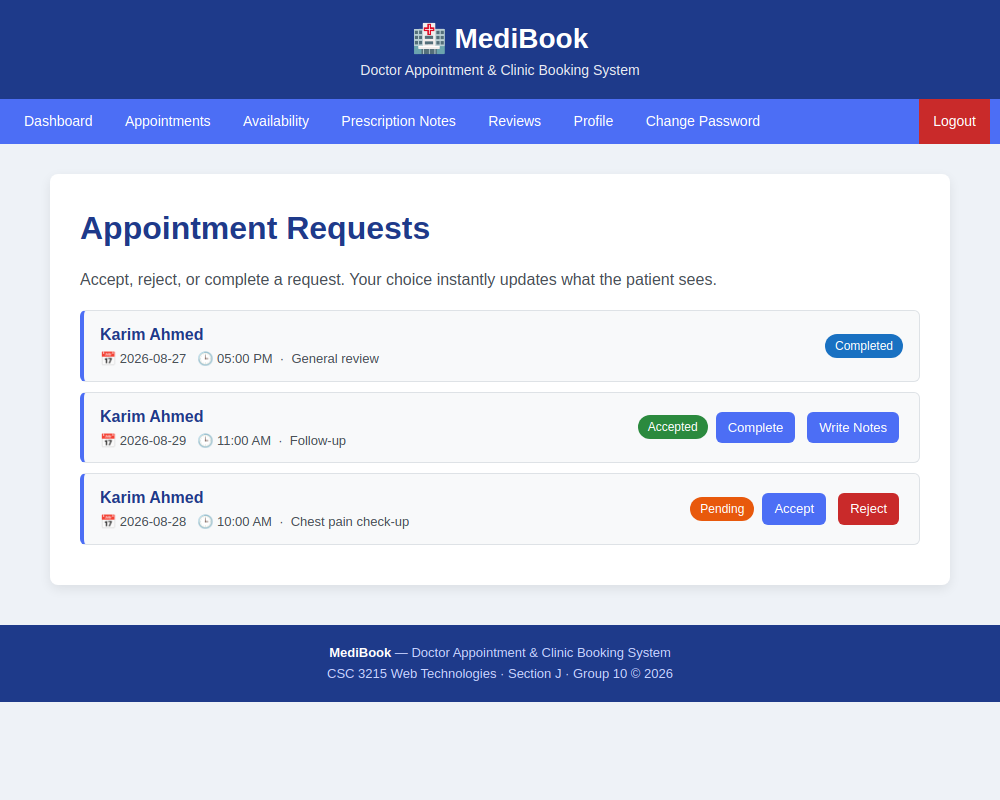 🏥 MediBook
Doctor Appointment & Clinic Booking System
Dashboard Appointments Availability Prescription Notes Reviews Profile Change Password Logout
Appointment Requests
Accept, reject, or complete a request. Your choice instantly updates what the patient sees.
Karim Ahmed
📅 2026-08-27 🕒 05:00 PM · General review
Completed
Karim Ahmed
📅 2026-08-29 🕒 11:00 AM · Follow-up
Accepted Complete Write Notes
Karim Ahmed
📅 2026-08-28 🕒 10:00 AM · Chest pain check-up
Pending Accept Reject
MediBook — Doctor Appointment & Clinic Booking System
CSC 3215 Web Technologies · Section J · Group 10 © 2026